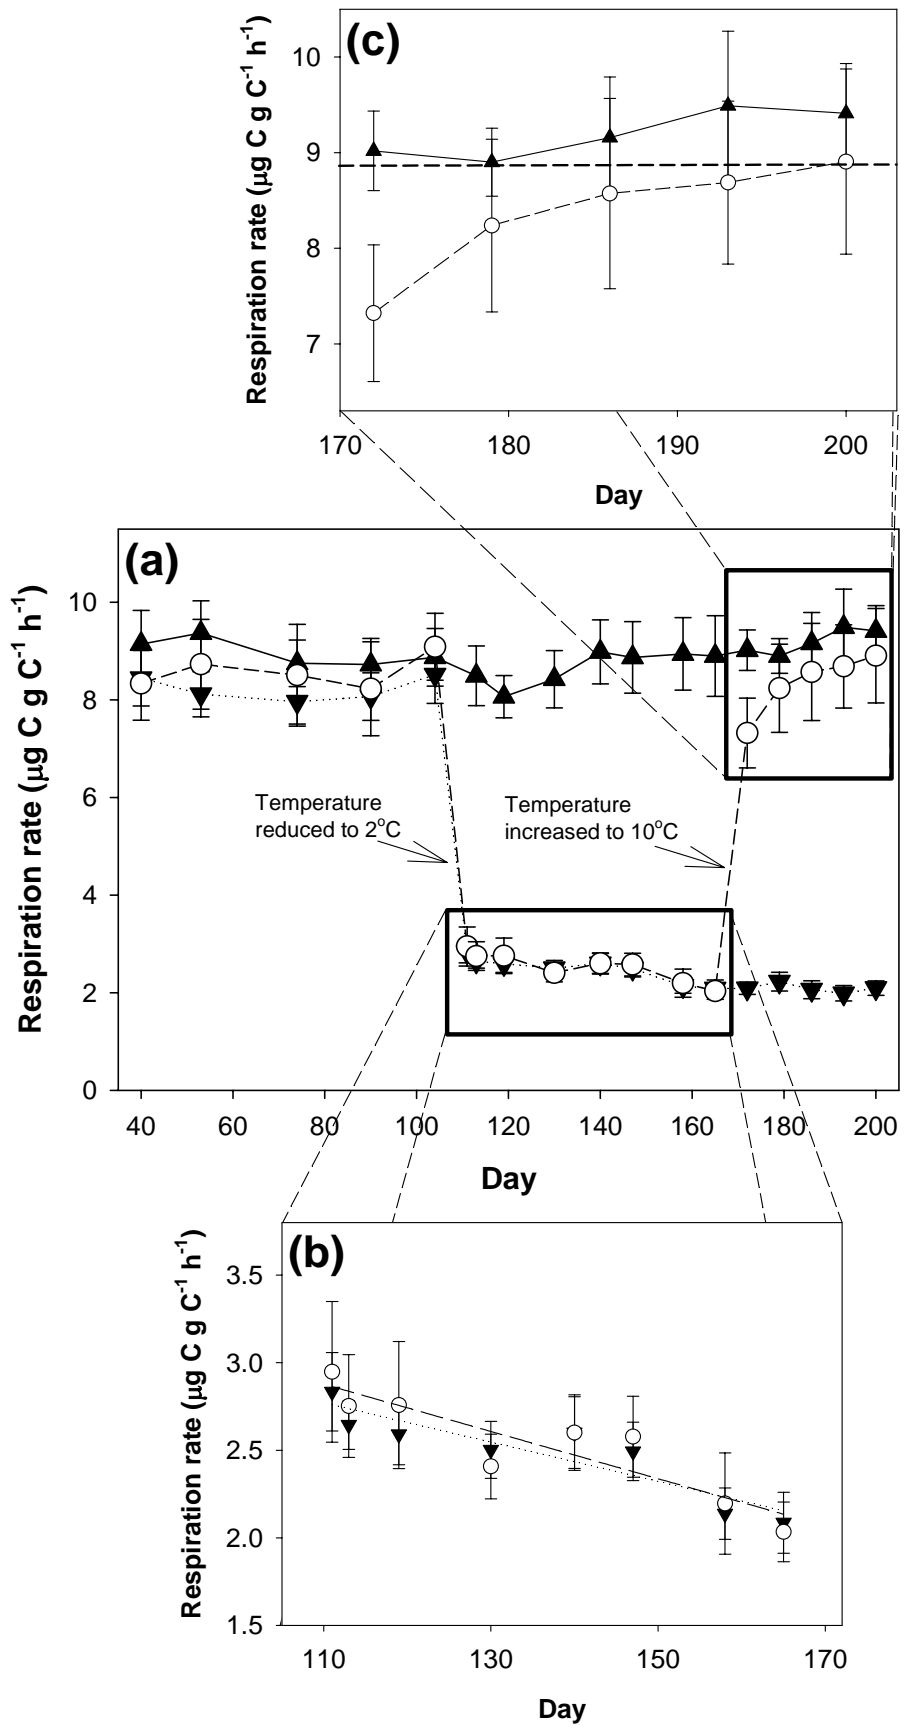 (c)
Respiration rate (μg C g C⁻¹ h⁻¹)
10
9
8
7
170 180 190 200
Day
(a)
Respiration rate (μg C g C⁻¹ h⁻¹)
10
8
6
4
2
0
Temperature
reduced to 2°C
Temperature
increased to 10°C
40 60 80 100 120 140 160 180 200
Day
(b)
Respiration rate (μg C g C⁻¹ h⁻¹)
3.5
3.0
2.5
2.0
1.5
110 130 150 170
Day